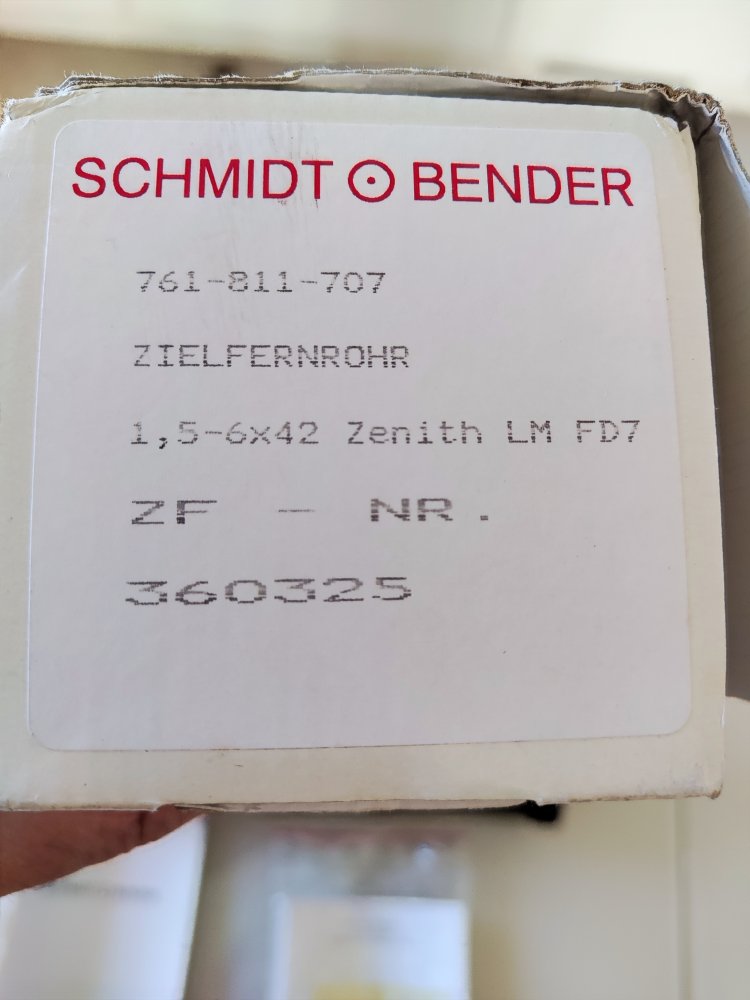 SCHMIDT BENDER
761-811-707
ZIELFERNROHR
1,5-6x42 Zenith LM FD7
ZF - NR.
360325